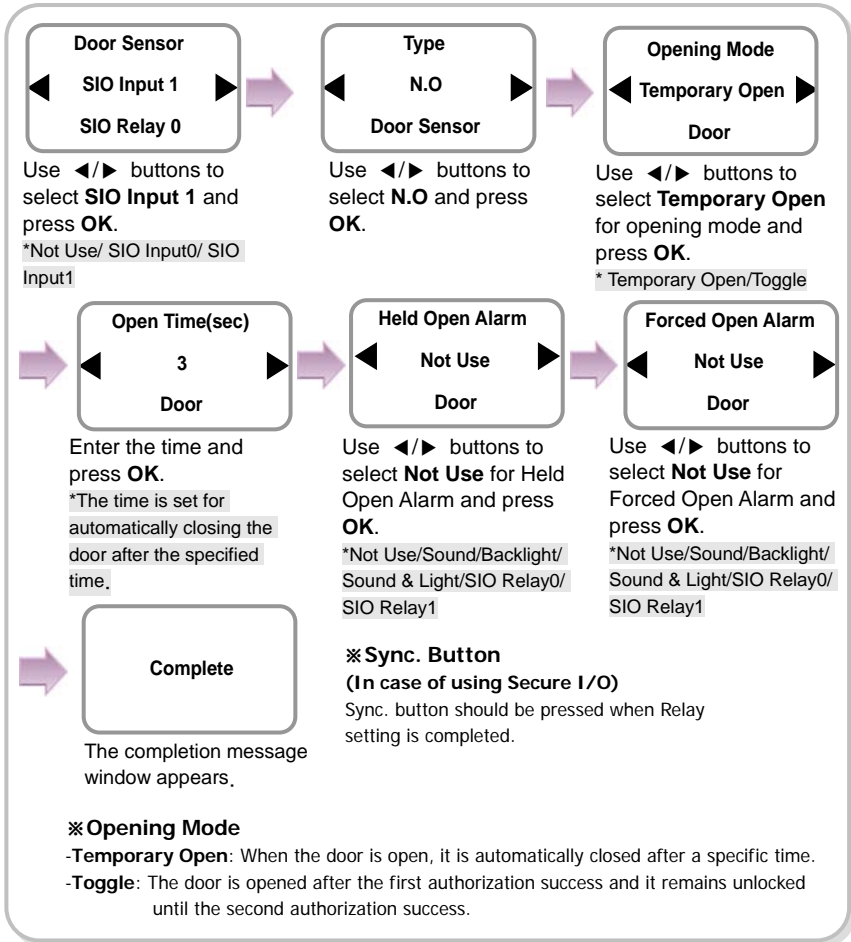 Door Sensor
SIO Input 1
SIO Relay 0
Use ◀/▶ buttons to
select SIO Input 1 and
press OK.
*Not Use/ SIO Input0/ SIO
Input1
Type
N.O
Door Sensor
Use ◀/▶ buttons to
select N.O and press
OK.
Opening Mode
Temporary Open
Door
Use ◀/▶ buttons to
select Temporary Open
for opening mode and
press OK.
* Temporary Open/Toggle
Open Time(sec)
3
Door
Enter the time and
press OK.
*The time is set for
automatically closing the
door after the specified
time.
Held Open Alarm
Not Use
Door
Use ◀/▶ buttons to
select Not Use for Held
Open Alarm and press
OK.
*Not Use/Sound/Backlight/
Sound & Light/SIO Relay0/
SIO Relay1
Forced Open Alarm
Not Use
Door
Use ◀/▶ buttons to
select Not Use for
Forced Open Alarm and
press OK.
*Not Use/Sound/Backlight/
Sound & Light/SIO Relay0/
SIO Relay1
Complete
The completion message
window appears.
※Sync. Button
(In case of using Secure I/O)
Sync. button should be pressed when Relay
setting is completed.
※Opening Mode
-Temporary Open: When the door is open, it is automatically closed after a specific time.
-Toggle: The door is opened after the first authorization success and it remains unlocked
until the second authorization success.